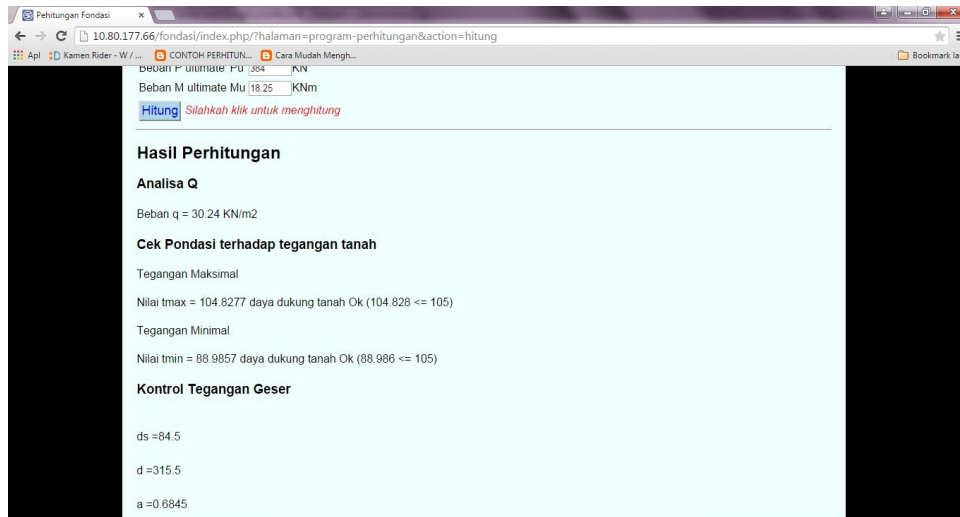 Pehitungan Fondasi
10.80.177.66/fondasi/index.php/?halaman=program-perhitungan&action=hitung
Apl
Kamen Rider - W / ...
CONTOH PERHITUN...
Cara Mudah Mengh...
Bookmark la
Beban P ultimate Pu 384 KN
Beban M ultimate Mu 18.25 KNm
Hitung Silahkah klik untuk menghitung
Hasil Perhitungan
Analisa Q
Beban q = 30.24 KN/m2
Cek Pondasi terhadap tegangan tanah
Tegangan Maksimal
Nilai tmax = 104.8277 daya dukung tanah Ok (104.828 <= 105)
Tegangan Minimal
Nilai tmin = 88.9857 daya dukung tanah Ok (88.986 <= 105)
Kontrol Tegangan Geser
ds =84.5
d =315.5
a =0.6845